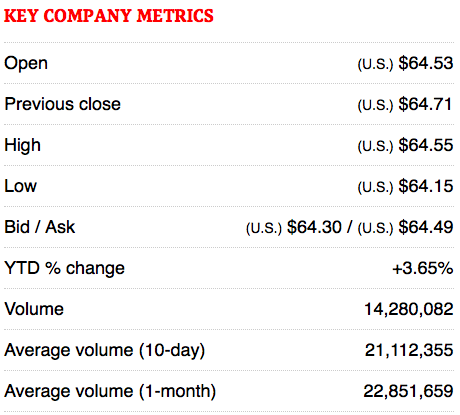 KEY COMPANY METRICS
Open (U.S.) $64.53
Previous close (U.S.) $64.71
High (U.S.) $64.55
Low (U.S.) $64.15
Bid / Ask (U.S.) $64.30 / (U.S.) $64.49
YTD % change +3.65%
Volume 14,280,082
Average volume (10-day) 21,112,355
Average volume (1-month) 22,851,659